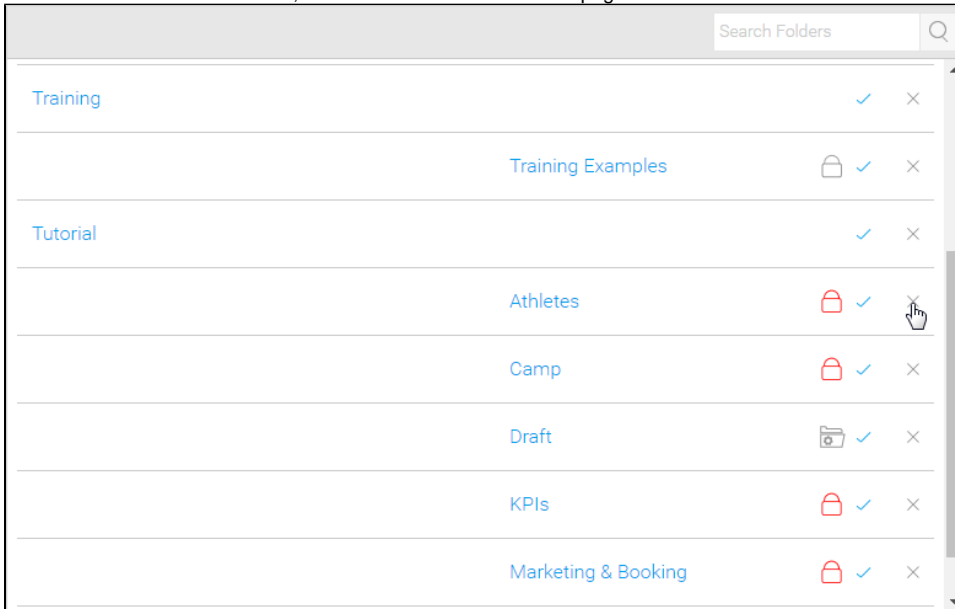 Search Folders
Training
Training Examples
Tutorial
Athletes
Camp
Draft
KPIs
Marketing & Booking